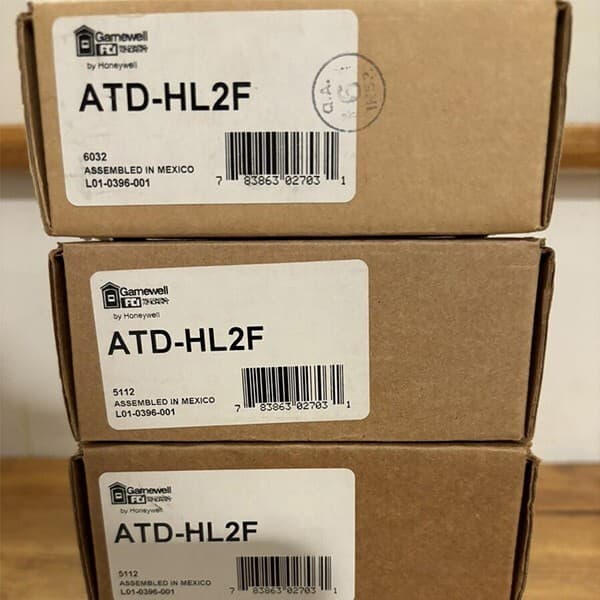 Gamewell
FCI
by Honeywell
ATD-HL2F
Q.A.
6032
ASSEMBLED IN MEXICO
L01-0396-001
7 83863 02703 1
Gamewell
FCI
by Honeywell
ATD-HL2F
5112
ASSEMBLED IN MEXICO
L01-0396-001
7 83863 02703 1
Gamewell
FCI
by Honeywell
ATD-HL2F
5112
ASSEMBLED IN MEXICO
L01-0396-001
7 83863 02703 1